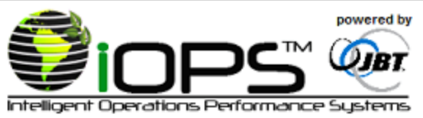 powered by
iOPS™
JBT
Intelligent Operations Performance Systems